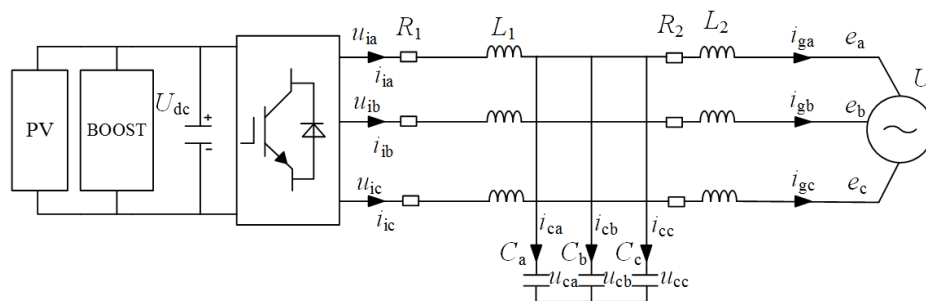 u_ia R_1 L_1 R_2 L_2 i_ga e_a U
i_ia
PV BOOST U_dc + - u_ib i_ib i_gb e_b
u_ic i_ic i_gc e_c
i_ca i_cb i_cc
C_a C_b C_c
u_ca u_cb u_cc